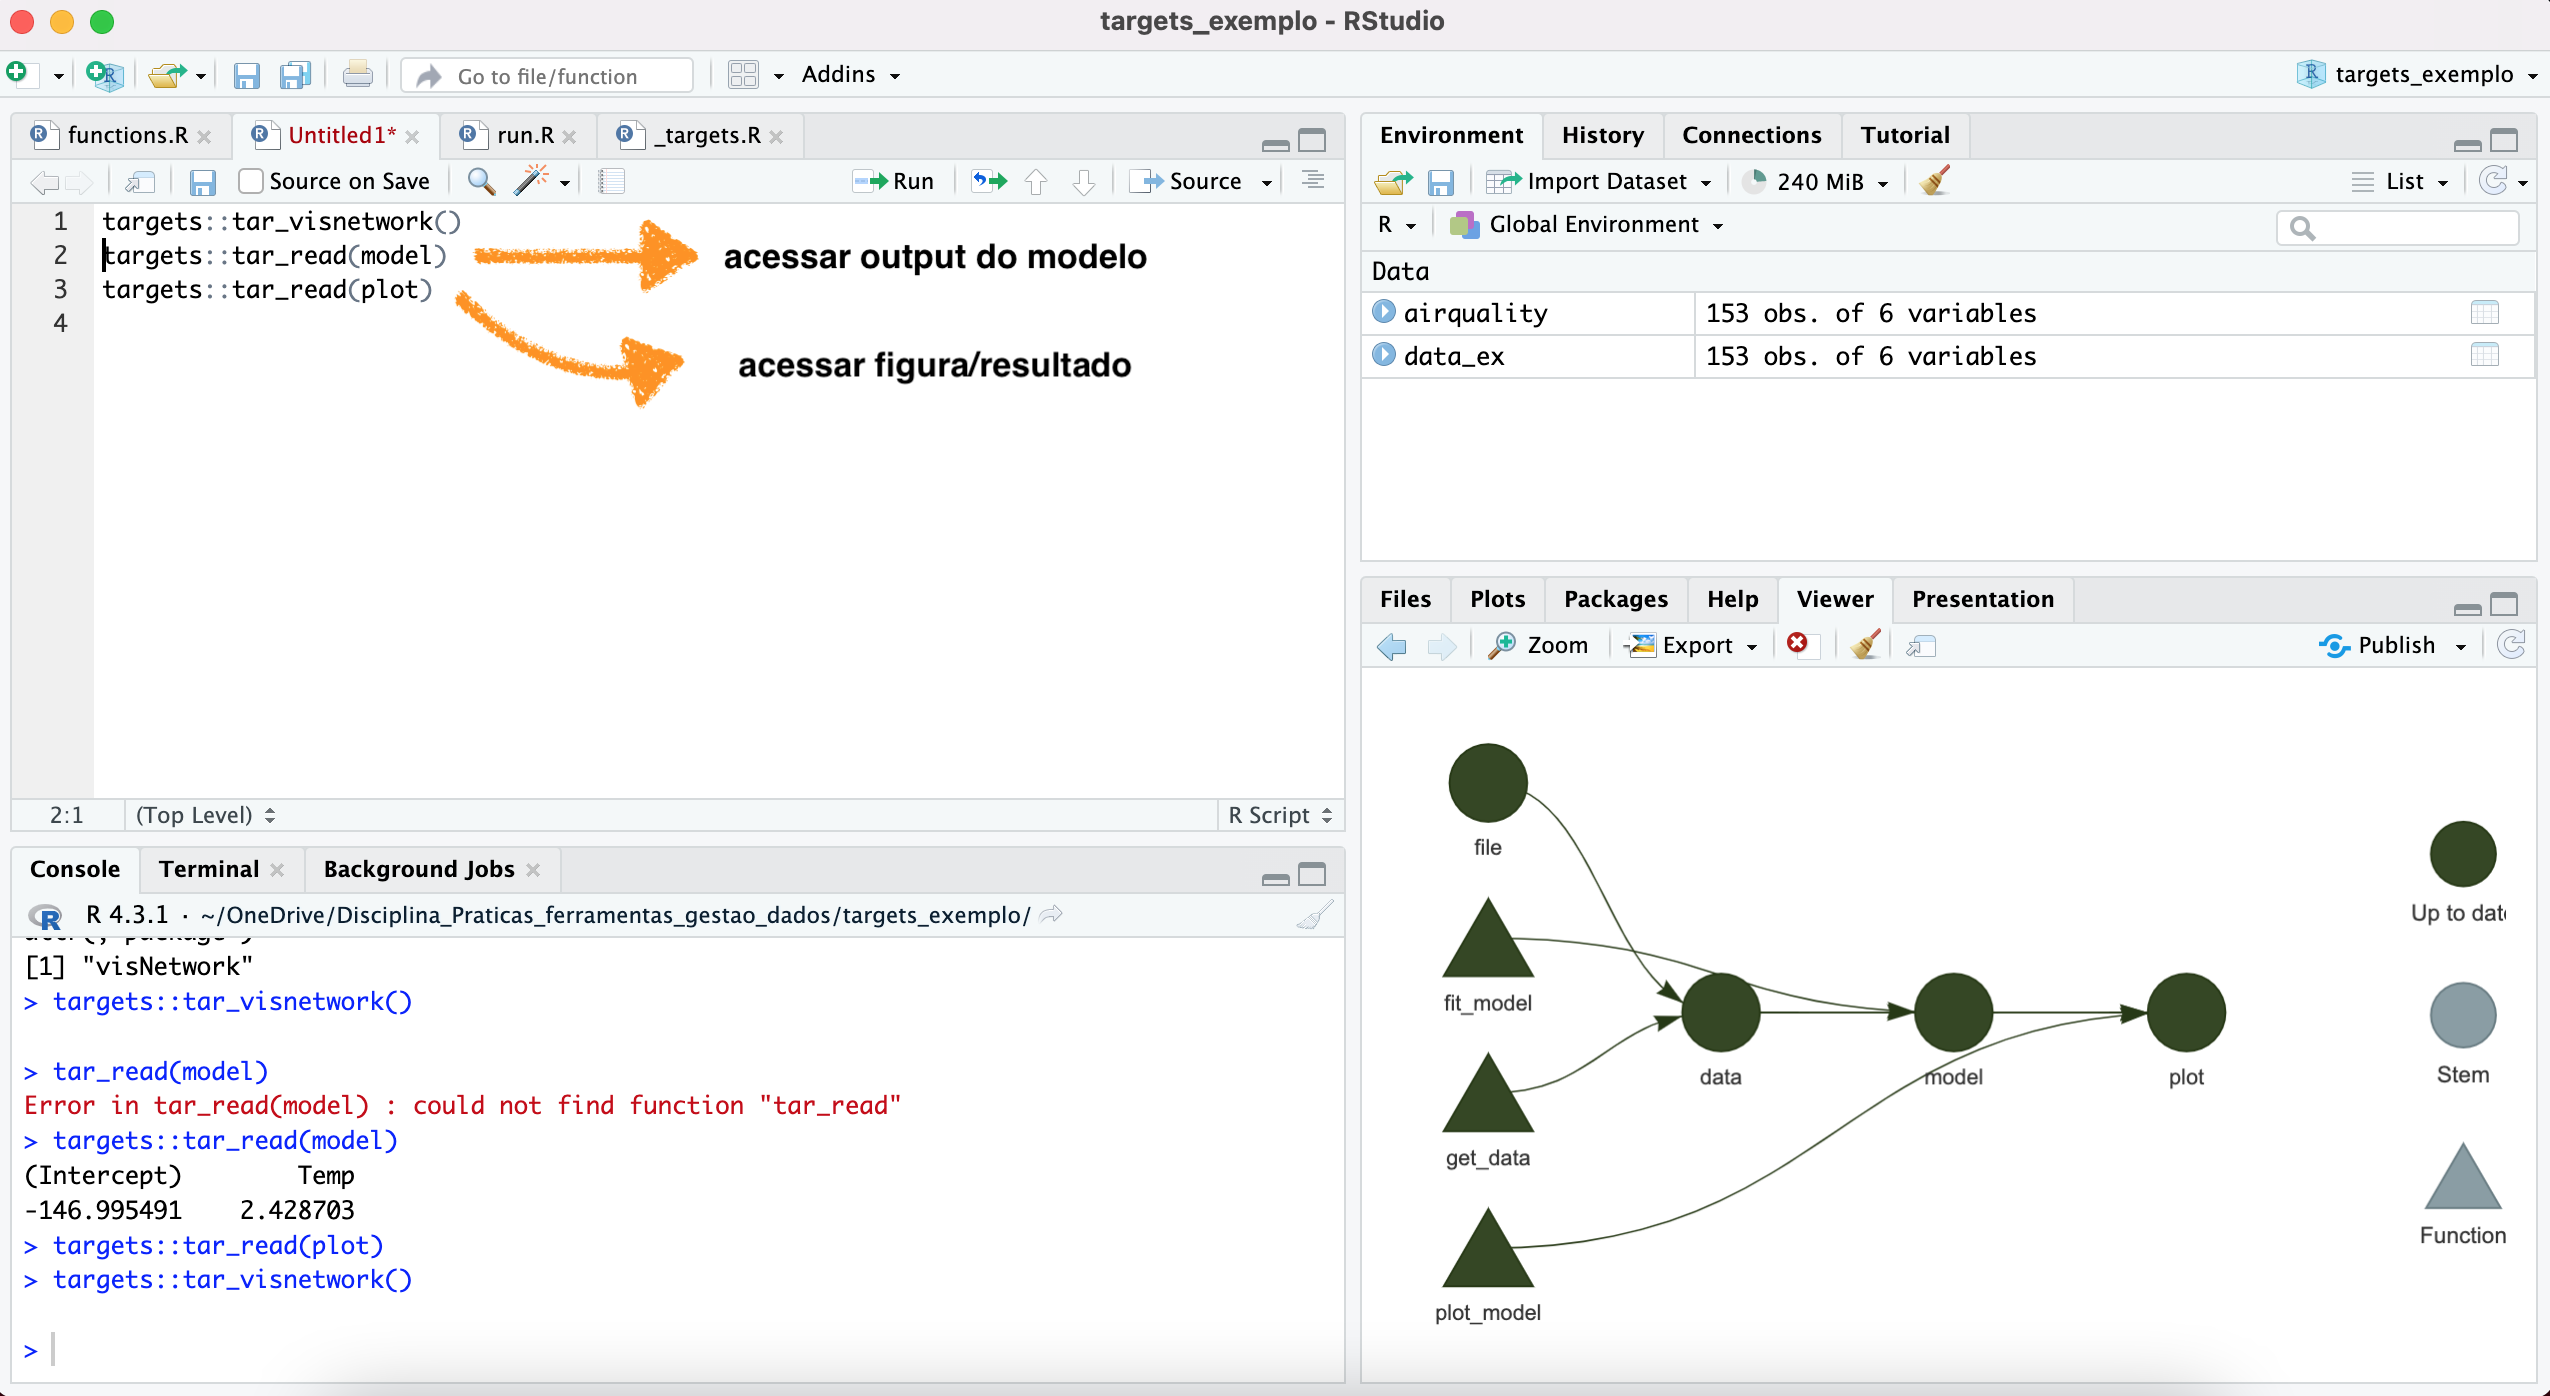 targets_exemplo - RStudio
Go to file/function
Addins
targets_exemplo
functions.R
Untitled1*
run.R
_targets.R
Source on Save
Run
Source
1 targets::tar_visnetwork()
2 targets::tar_read(model)
3 targets::tar_read(plot)
4
acessar output do modelo
acessar figura/resultado
2:1
(Top Level)
R Script
Console
Terminal
Background Jobs
R 4.3.1 · ~/OneDrive/Disciplina_Praticas_ferramentas_gestao_dados/targets_exemplo/
[1] "visNetwork"
> targets::tar_visnetwork()
> tar_read(model)
Error in tar_read(model) : could not find function "tar_read"
> targets::tar_read(model)
(Intercept) Temp
-146.995491 2.428703
> targets::tar_read(plot)
> targets::tar_visnetwork()
>
Environment
History
Connections
Tutorial
Import Dataset
240 MiB
List
R
Global Environment
Data
airquality 153 obs. of 6 variables
data_ex 153 obs. of 6 variables
Files
Plots
Packages
Help
Viewer
Presentation
Zoom
Export
Publish
file
fit_model
get_data
plot_model
data
model
plot
Up to dat
Stem
Function